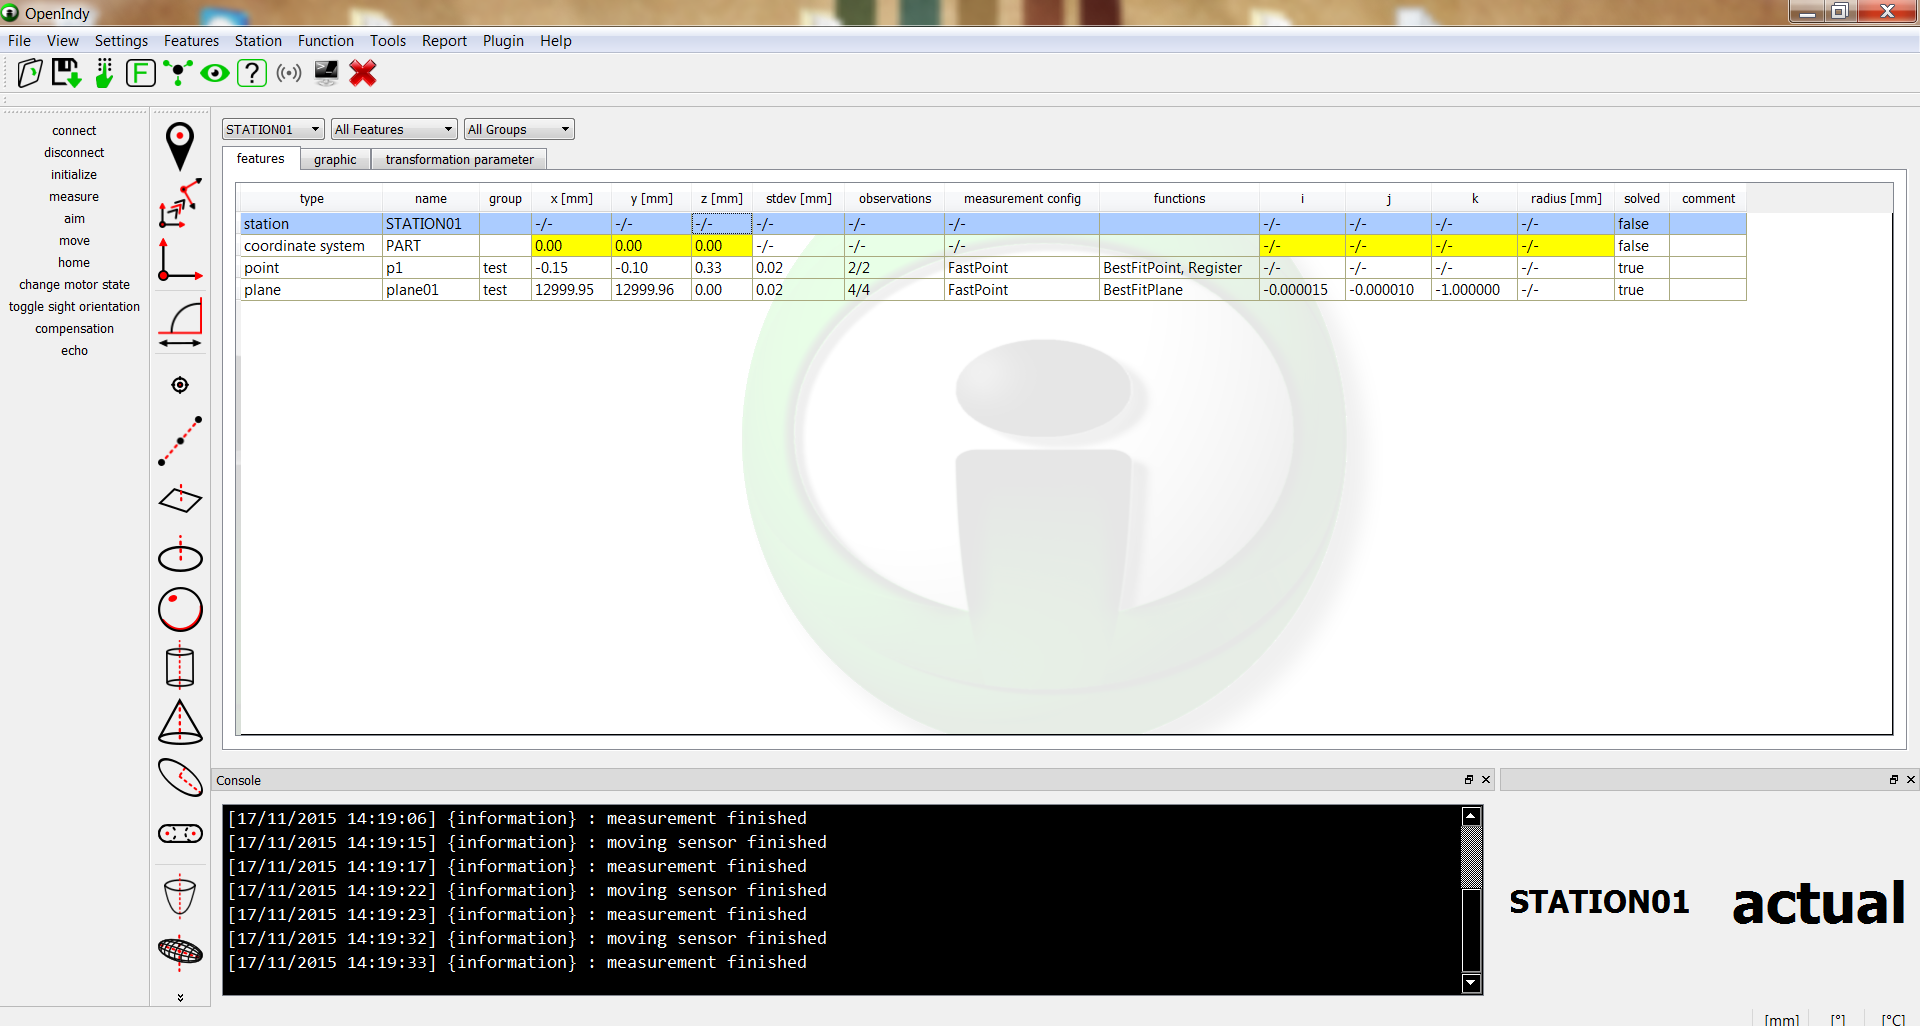 OpenIndy
File View Settings Features Station Function Tools Report Plugin Help
F ?
connect
disconnect
initialize
measure
aim
move
home
change motor state
toggle sight orientation
compensation
echo
STATION01 All Features All Groups
features graphic transformation parameter
type name group x [mm] y [mm] z [mm] stdev [mm] observations measurement config functions i j k radius [mm] solved comment
station STATION01 -/- -/- -/- -/- -/- -/- -/- -/- -/- -/- false
coordinate system PART 0.00 0.00 0.00 -/- -/- -/- -/- -/- -/- -/- false
point p1 test -0.15 -0.10 0.33 0.02 2/2 FastPoint BestFitPoint, Register -/- -/- -/- -/- true
plane plane01 test 12999.95 12999.96 0.00 0.02 4/4 FastPoint BestFitPlane -0.000015 -0.000010 -1.000000 -/- true
Console
[17/11/2015 14:19:06] {information} : measurement finished
[17/11/2015 14:19:15] {information} : moving sensor finished
[17/11/2015 14:19:17] {information} : measurement finished
[17/11/2015 14:19:22] {information} : moving sensor finished
[17/11/2015 14:19:23] {information} : measurement finished
[17/11/2015 14:19:32] {information} : moving sensor finished
[17/11/2015 14:19:33] {information} : measurement finished
STATION01 actual
[mm] [°] [°C]